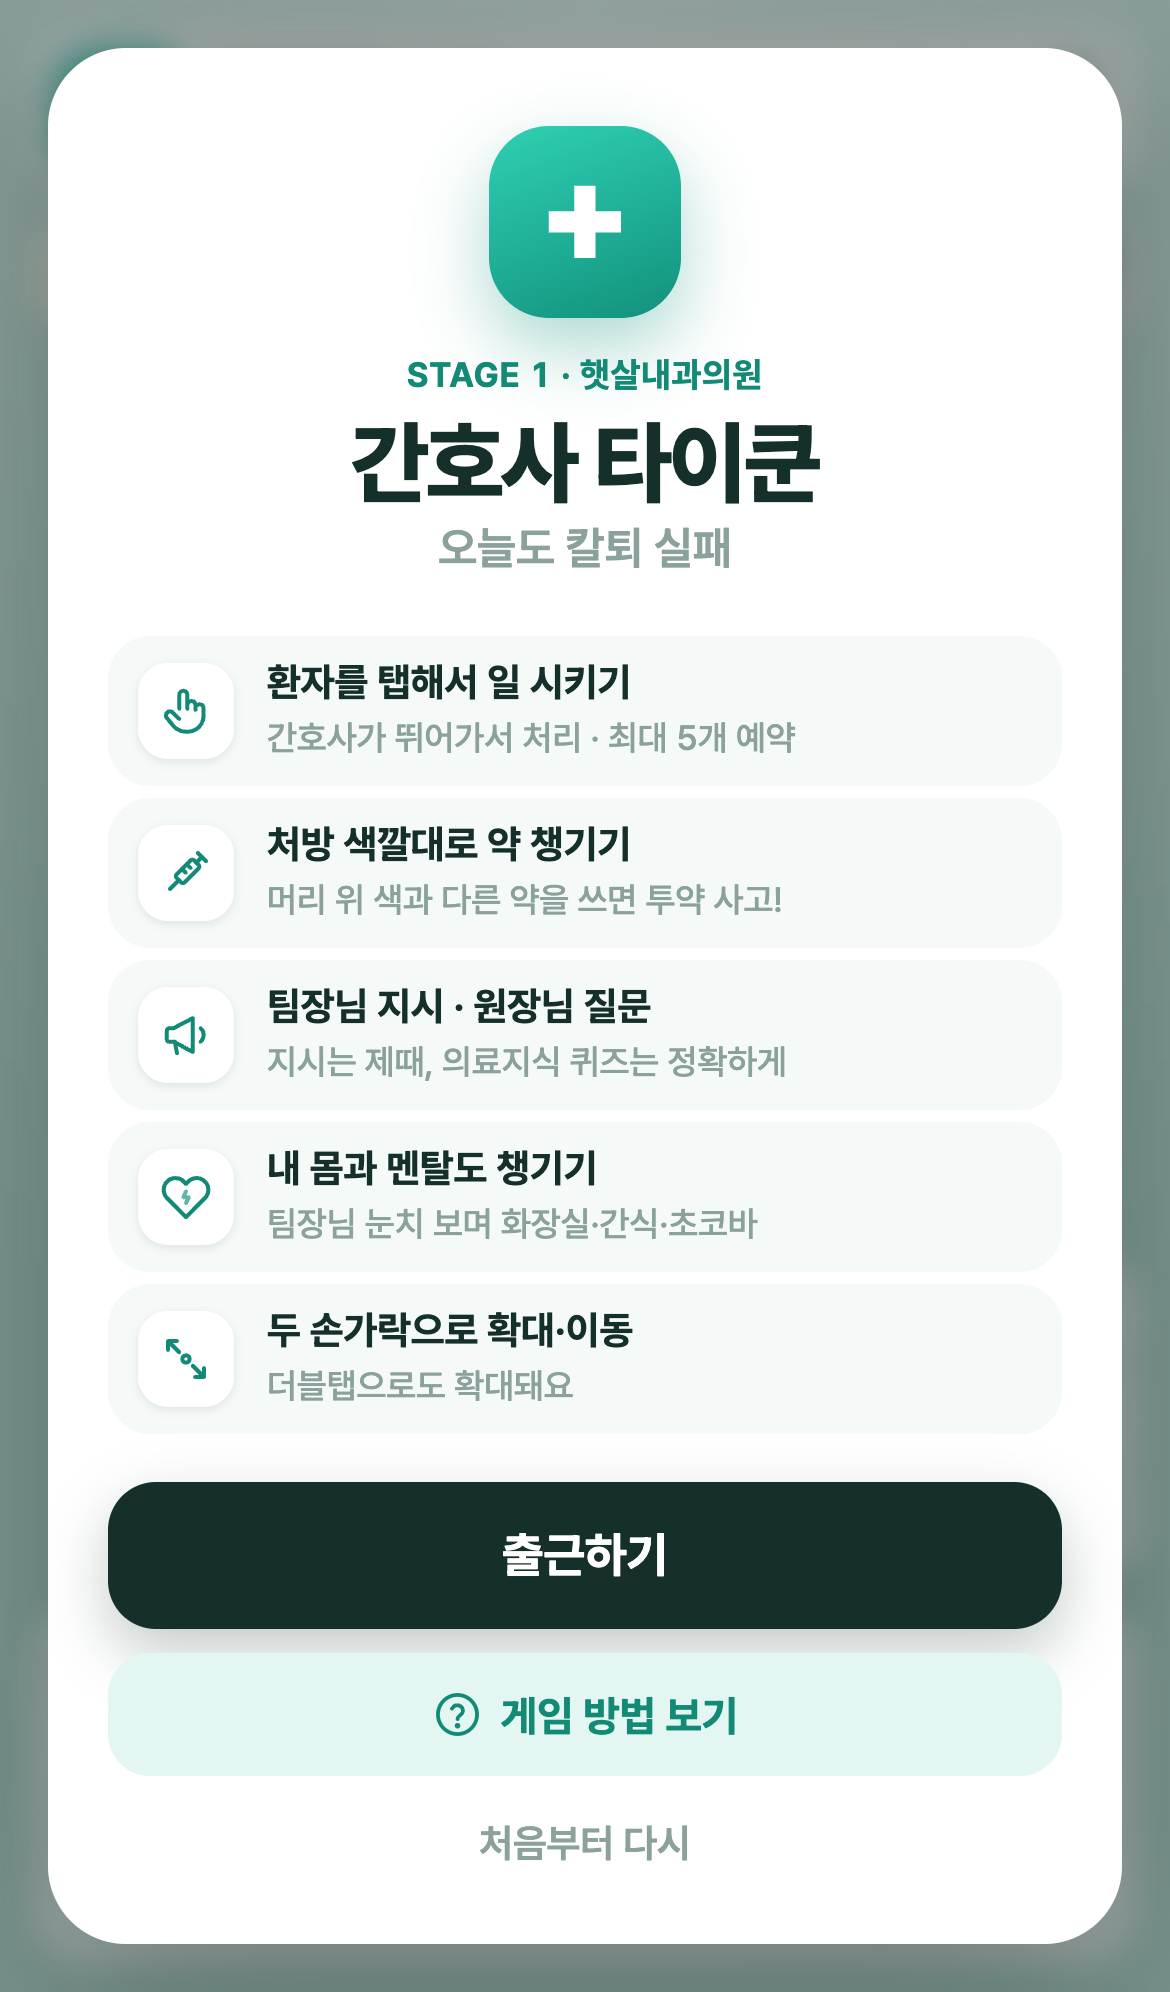 STAGE 1 · 햇살내과의원
간호사 타이쿤
오늘도 칼퇴 실패
환자를 탭해서 일 시키기
간호사가 뛰어가서 처리 · 최대 5개 예약
처방 색깔대로 약 챙기기
머리 위 색과 다른 약을 쓰면 투약 사고!
팀장님 지시 · 원장님 질문
지시는 제때, 의료지식 퀴즈는 정확하게
내 몸과 멘탈도 챙기기
팀장님 눈치 보며 화장실·간식·초코바
두 손가락으로 확대·이동
더블탭으로도 확대돼요
출근하기
게임 방법 보기
처음부터 다시